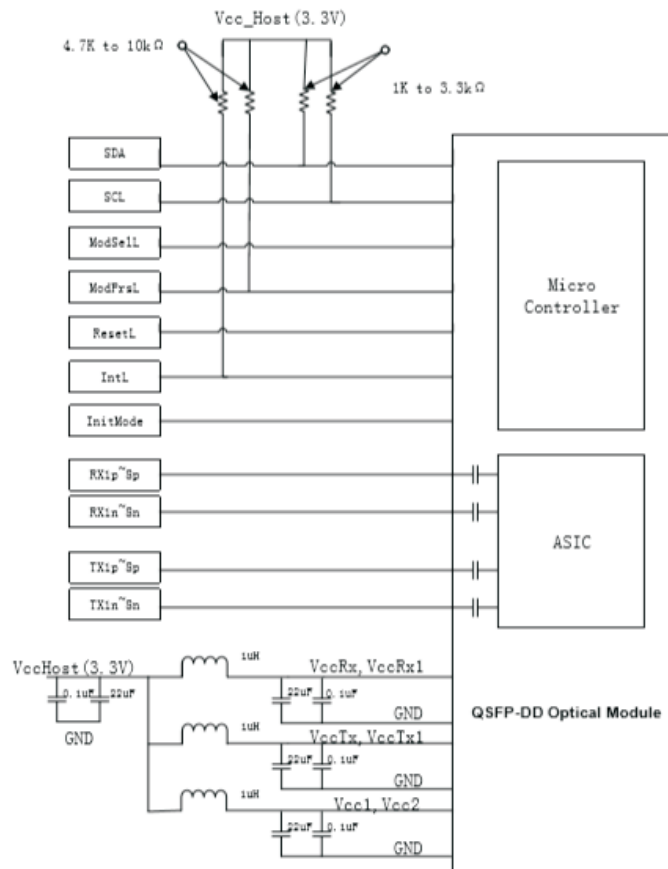 Vcc_Host(3.3V)
4.7K to 10kΩ
1K to 3.3kΩ
SDA
SCL
ModSelL
ModPrsL
ResetL
IntL
InitMode
Micro
Controller
RX1p~8p
RX1n~8n
TX1p~8p
TX1n~8n
ASIC
1uH
VccHost(3.3V)
VccRx,VccRx1
0.1uF
22uF
22uF
0.1uF
GND
GND
QSFP-DD Optical Module
1uH
VccTx,VccTx1
22uF
0.1uF
GND
1uH
Vcc1,Vcc2
22uF
0.1uF
GND